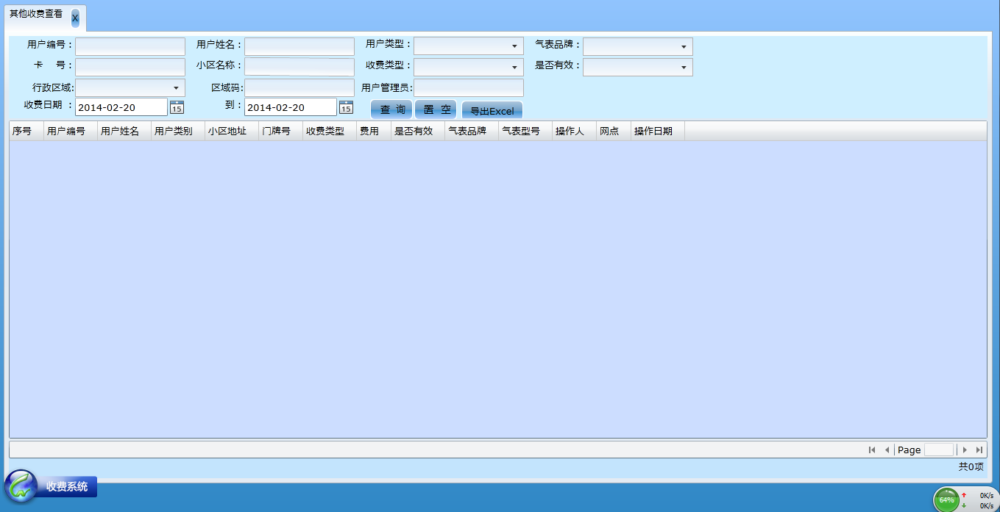 其他收费查看 X
用户编号： 用户姓名： 用户类型： 气表品牌：
卡 号： 小区名称： 收费类型： 是否有效：
行政区域: 区域码: 用户管理员:
收费日期 ： 2014-02-20 15 到： 2014-02-20 15 查 询 置 空 导出Excel
序号 用户编号 用户姓名 用户类别 小区地址 门牌号 收费类型 费用 是否有效 气表品牌 气表型号 操作人 网点 操作日期
Page
共0项
收费系统
64% 0K/s
0K/s